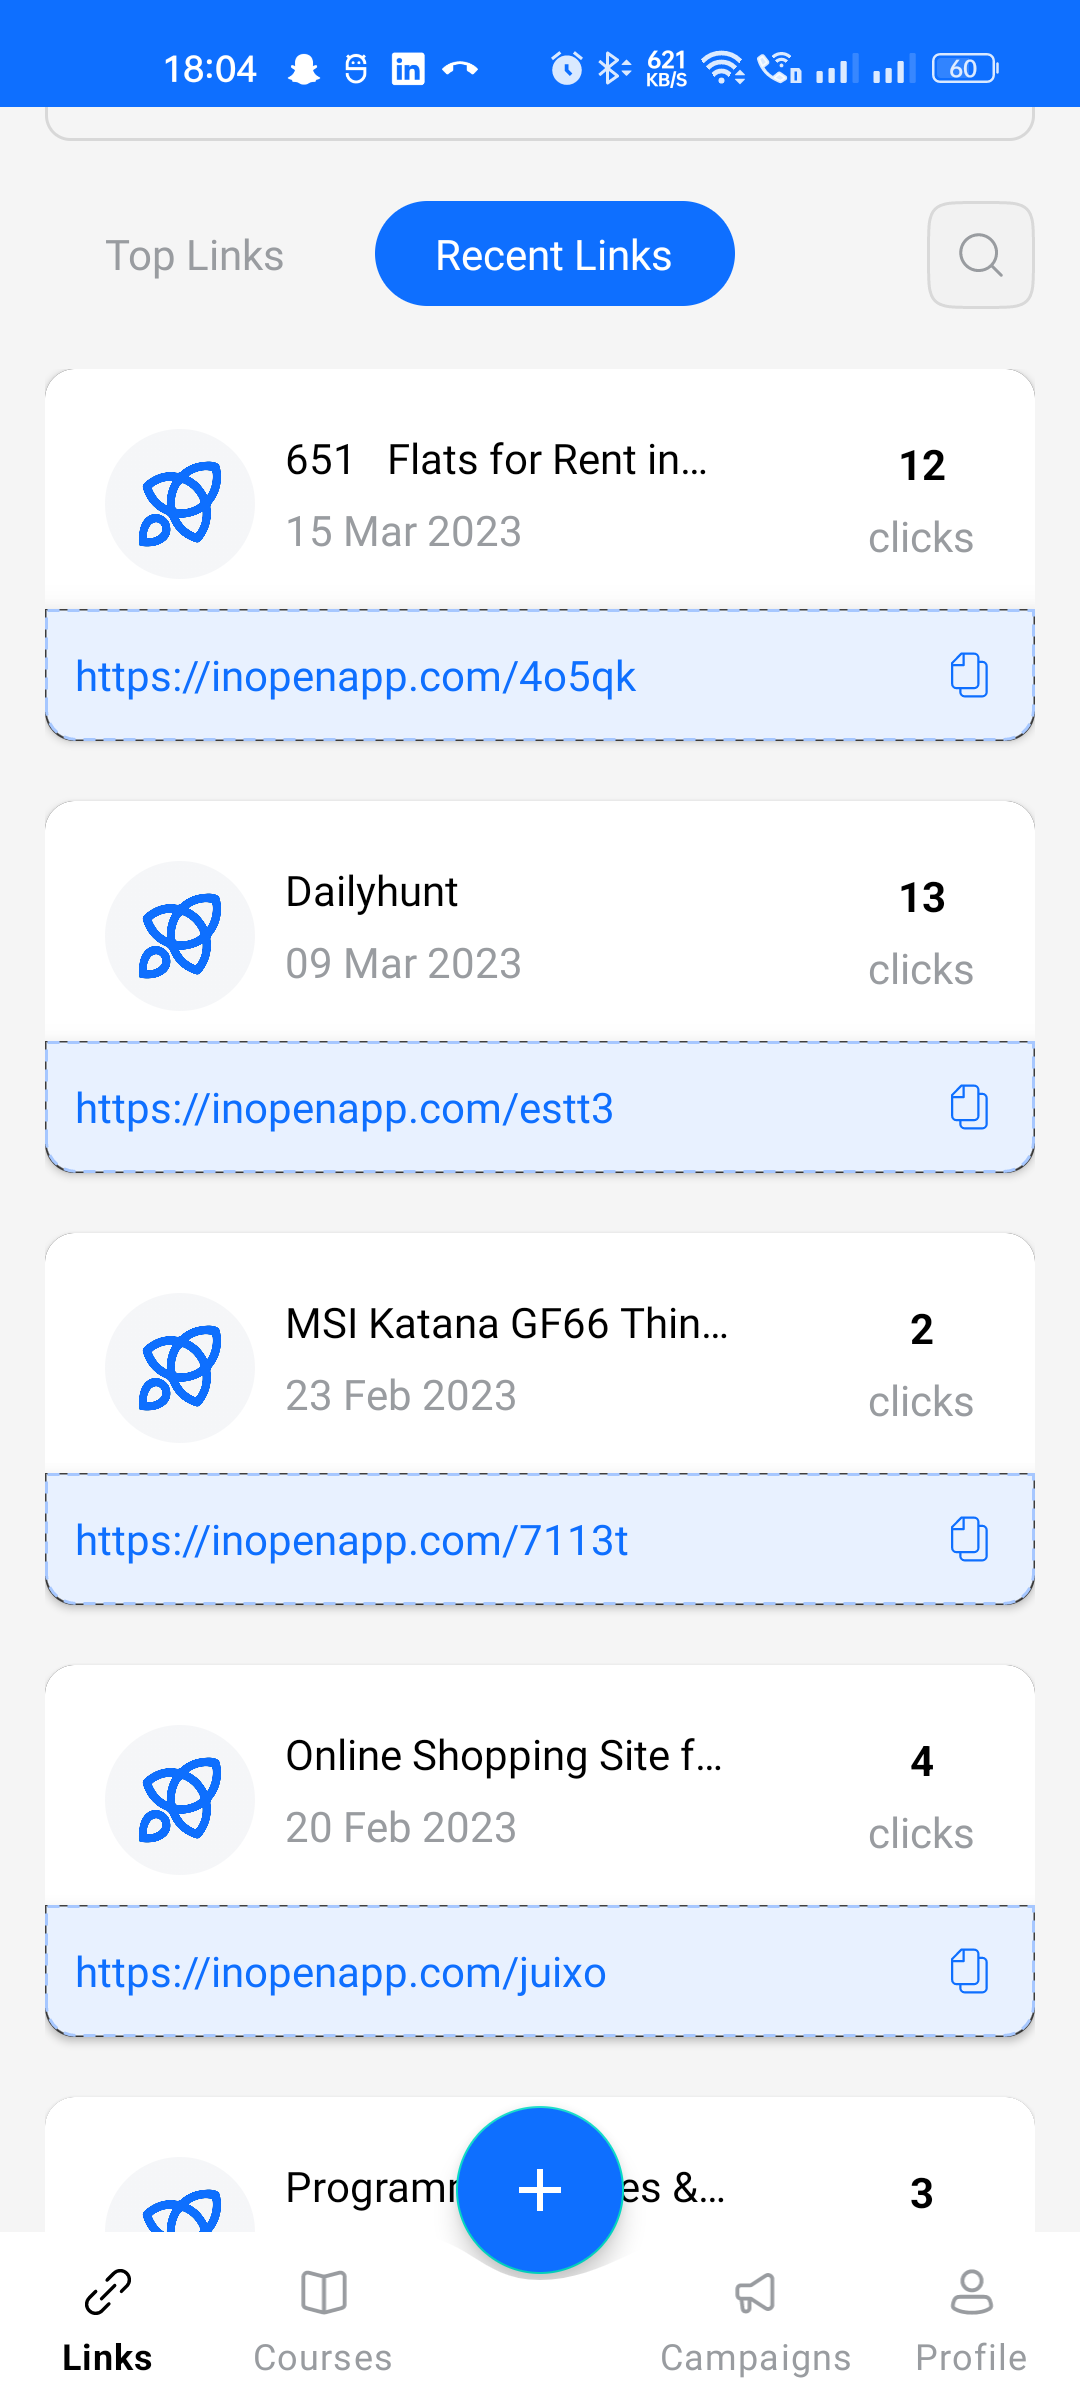 18:04 621 KB/S 60
Top Links Recent Links
651 Flats for Rent in...
12
15 Mar 2023
clicks
https://inopenapp.com/4o5qk
Dailyhunt
13
09 Mar 2023
clicks
https://inopenapp.com/estt3
MSI Katana GF66 Thin...
2
23 Feb 2023
clicks
https://inopenapp.com/7113t
Online Shopping Site f...
4
20 Feb 2023
clicks
https://inopenapp.com/juixo
&...
3
Links Courses Campaigns Profile